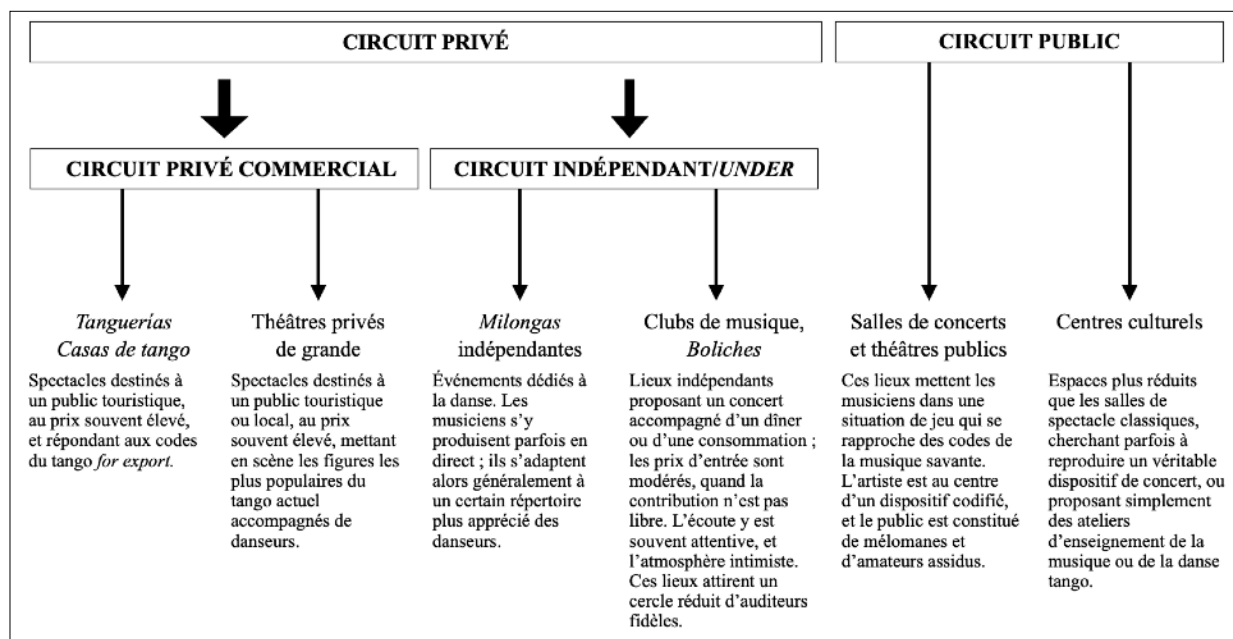 CIRCUIT PRIVÉ
CIRCUIT PUBLIC
CIRCUIT PRIVÉ COMMERCIAL
CIRCUIT INDÉPENDANT/UNDER
Tanguerías
Casas de tango
Spectacles destinés à
un public touristique,
au prix souvent élevé,
et répondant aux codes
du tango for export.
Théâtres privés
de grande
Spectacles destinés à
un public touristique
ou local, au prix
souvent élevé, mettant
en scène les figures les
plus populaires du
tango actuel
accompagnés de
danseurs.
Milongas
indépendantes
Événements dédiés à
la danse. Les
musiciens s’y
produisent parfois en
direct ; ils s’adaptent
alors généralement à
un certain répertoire
plus apprécié des
danseurs.
Clubs de musique,
Boliches
Lieux indépendants
proposant un concert
accompagné d’un dîner
ou d’une consommation ;
les prix d’entrée sont
modérés, quand la
contribution n’est pas
libre. L’écoute y est
souvent attentive, et
l’atmosphère intimiste.
Ces lieux attirent un
cercle réduit d’auditeurs
fidèles.
Salles de concerts
et théâtres publics
Ces lieux mettent les
musiciens dans une
situation de jeu qui se
rapproche des codes de
la musique savante.
L’artiste est au centre
d’un dispositif codifié,
et le public est constitué
de mélomanes et
d’amateurs assidus.
Centres culturels
Espaces plus réduits
que les salles de
spectacle classiques,
cherchant parfois à
reproduire un véritable
dispositif de concert, ou
proposant simplement
des ateliers
d’enseignement de la
musique ou de la danse
tango.